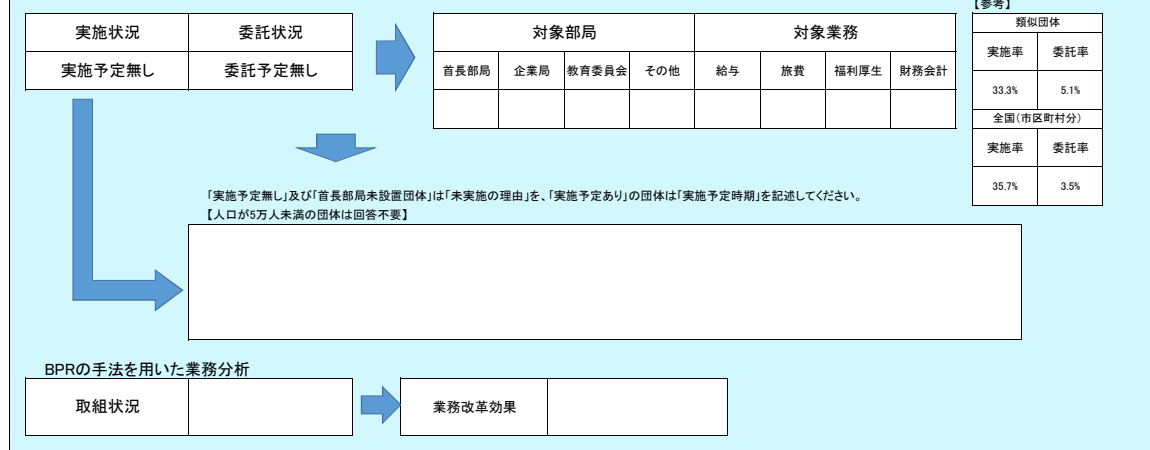 【参考】
実施状況 委託状況
実施予定無し 委託予定無し
対象部局 対象業務
首長部局 企業局 教育委員会 その他 給与 旅費 福利厚生 財務会計
類似団体
実施率 委託率
33.3% 5.1%
全国(市区町村分)
実施率 委託率
35.7% 3.5%
「実施予定無し」及び「首長部局未設置団体」は「未実施の理由」を、「実施予定あり」の団体は「実施予定時期」を記述してください。
【人口が5万人未満の団体は回答不要】
BPRの手法を用いた業務分析
取組状況
業務改革効果